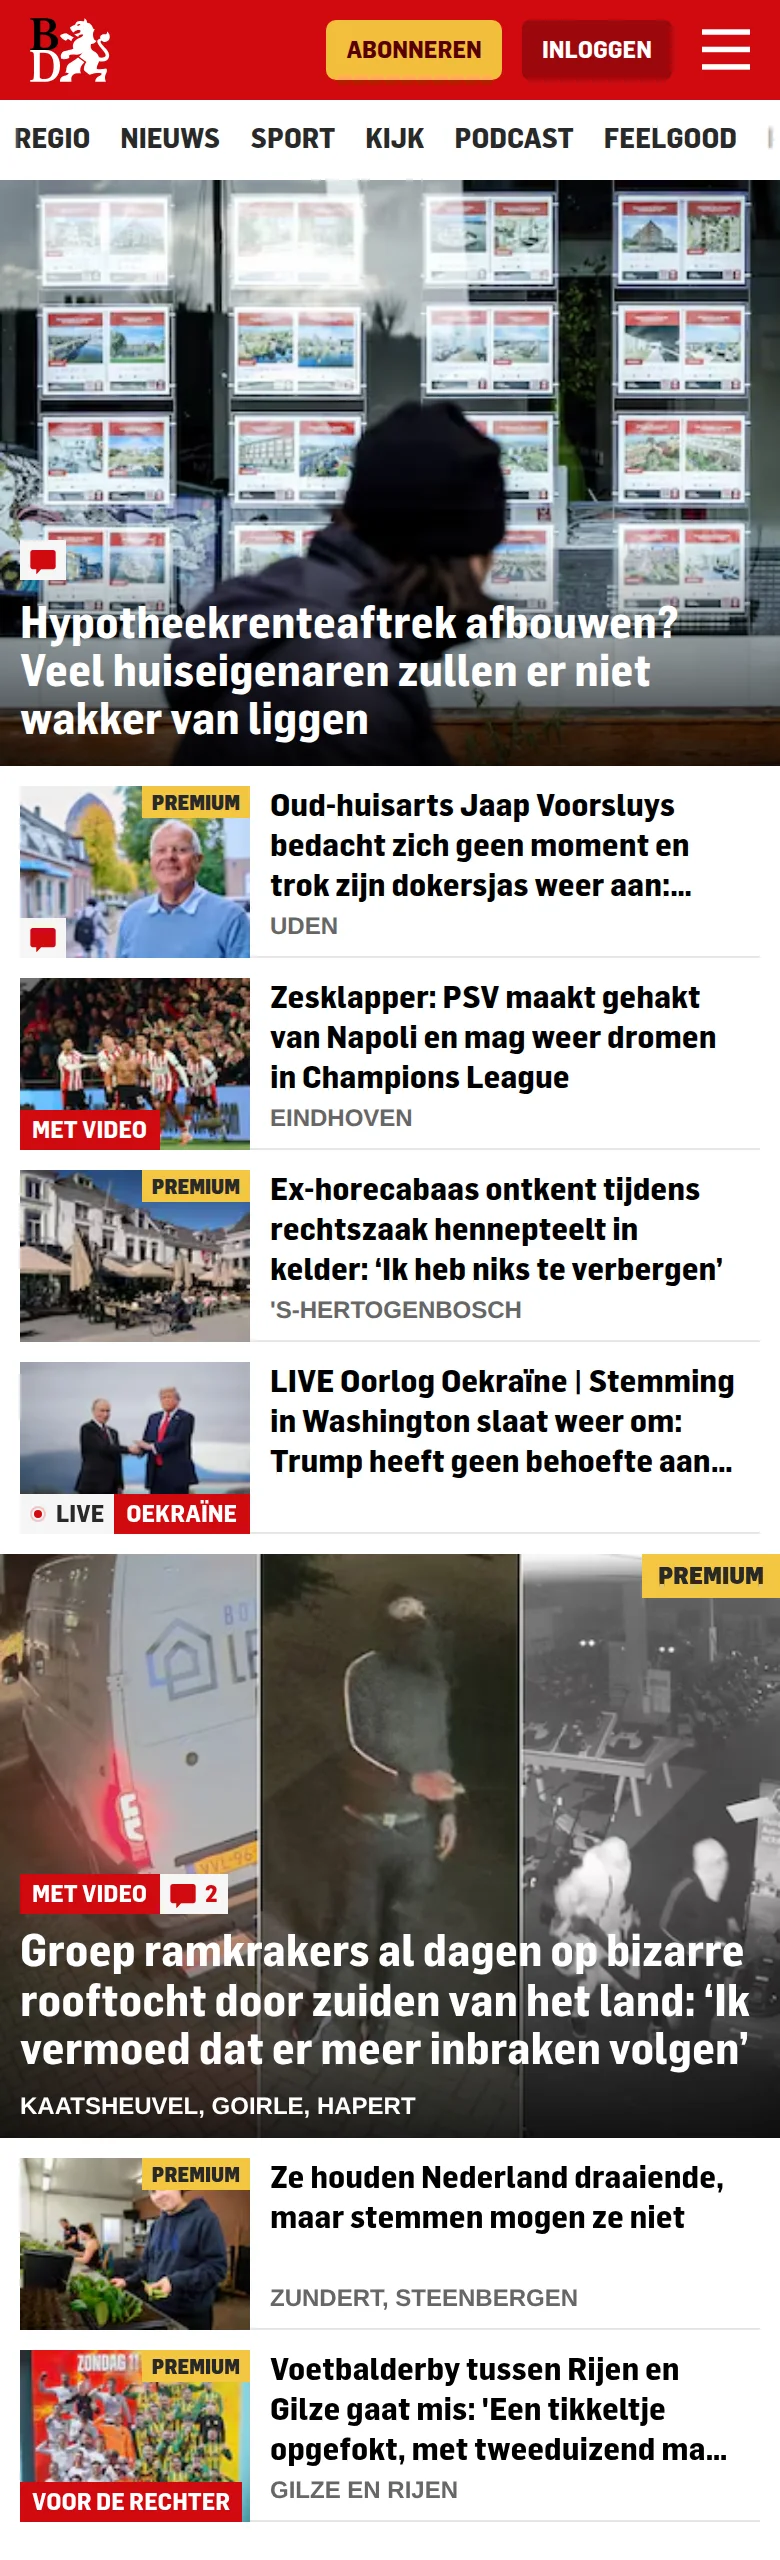 BD
ABONNEREN
INLOGGEN
REGIO NIEUWS SPORT KIJK PODCAST FEELGOOD
Hypotheekrenteaftrek afbouwen?
Veel huiseigenaren zullen er niet
wakker van liggen
PREMIUM
Oud-huisarts Jaap Voorsluys
bedacht zich geen moment en
trok zijn dokersjas weer aan:...
UDEN
MET VIDEO
Zesklapper: PSV maakt gehakt
van Napoli en mag weer dromen
in Champions League
EINDHOVEN
PREMIUM
Ex-horecabaas ontkent tijdens
rechtszaak hennepteelt in
kelder: ‘Ik heb niks te verbergen’
'S-HERTOGENBOSCH
LIVE OEKRAÏNE
LIVE Oorlog Oekraïne | Stemming
in Washington slaat weer om:
Trump heeft geen behoefte aan...
PREMIUM
MET VIDEO 2
Groep ramkrakers al dagen op bizarre
rooftocht door zuiden van het land: ‘Ik
vermoed dat er meer inbraken volgen’
KAATSHEUVEL, GOIRLE, HAPERT
PREMIUM
Ze houden Nederland draaiende,
maar stemmen mogen ze niet
ZUNDERT, STEENBERGEN
ZONDAG 11
PREMIUM
VOOR DE RECHTER
Voetbalderby tussen Rijen en
Gilze gaat mis: 'Een tikkeltje
opgefokt, met tweeduizend ma...
GILZE EN RIJEN